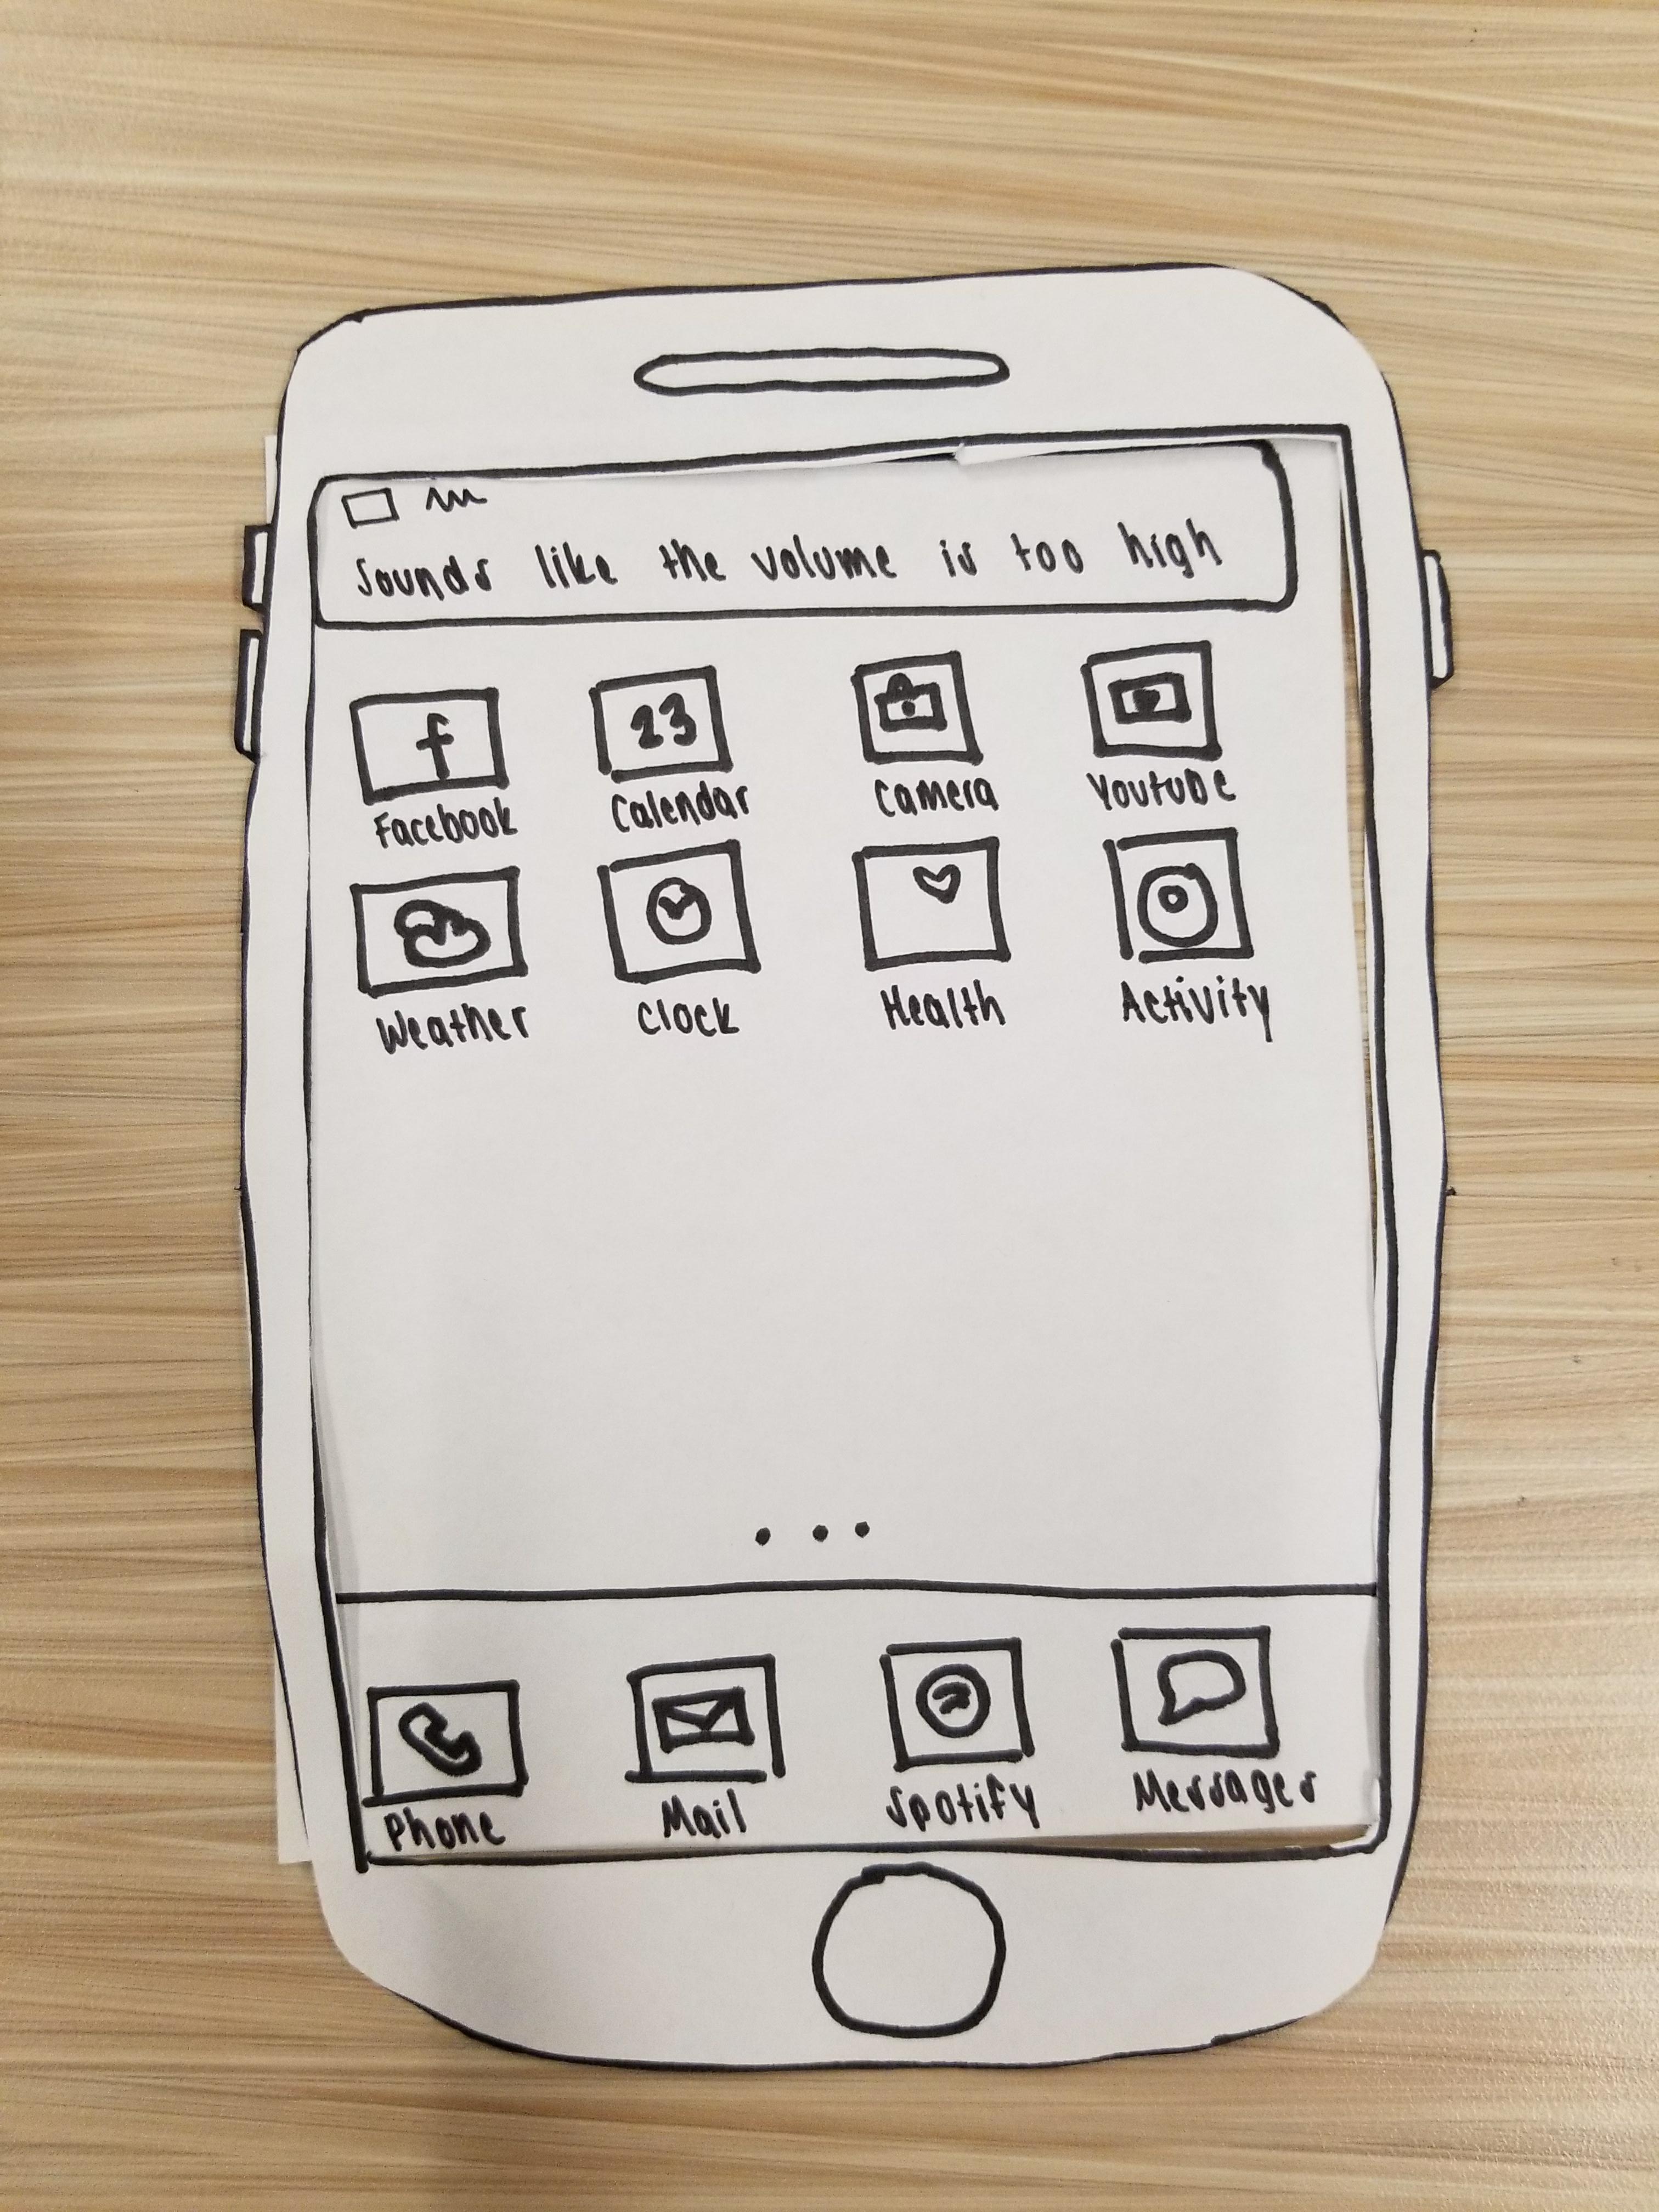 Sounds like the volume is too high
f 23
Facebook Calendar Camera Youtube
Weather Clock Health Activity
Phone Mail Spotify Messages